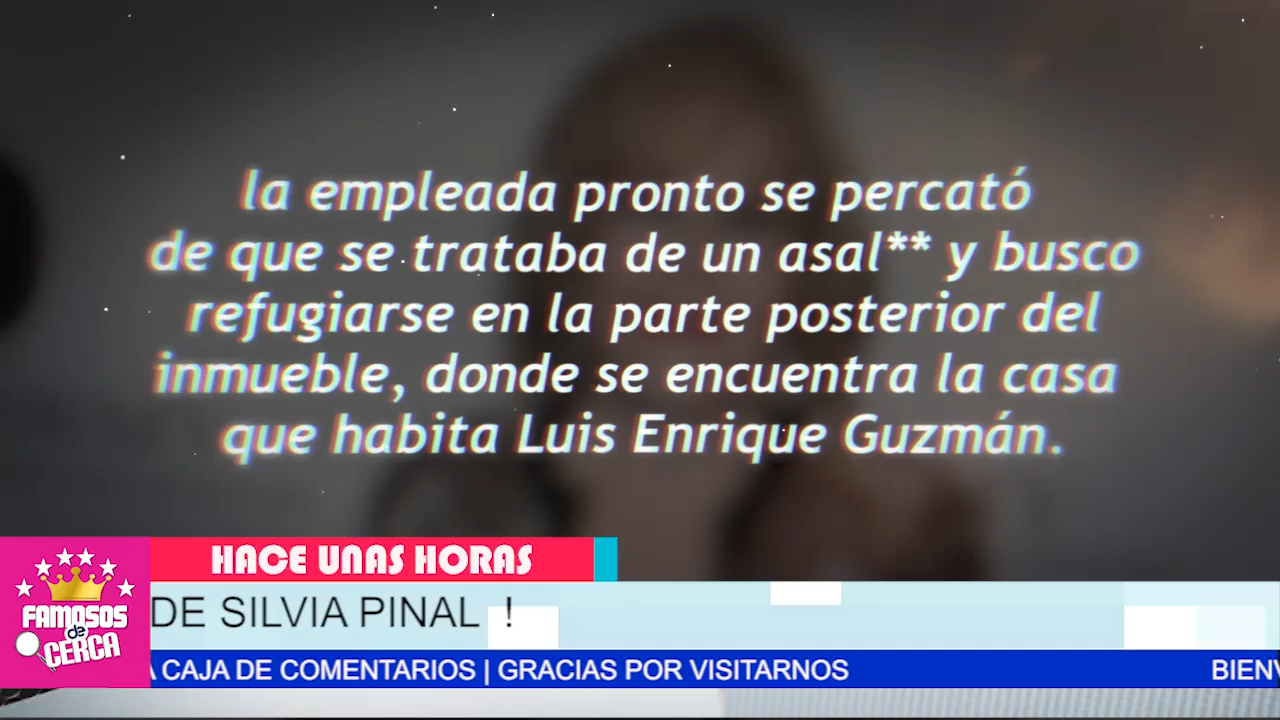 la empleada pronto se percató
de que se trataba de un asal** y busco
refugiarse en la parte posterior del
inmueble, donde se encuentra la casa
que habita Luis Enrique Guzmán.
HACE UNAS HORAS
DE SILVIA PINAL !
FAMOSOS
de
CERCA
A CAJA DE COMENTARIOS | GRACIAS POR VISITARNOS
BIENV